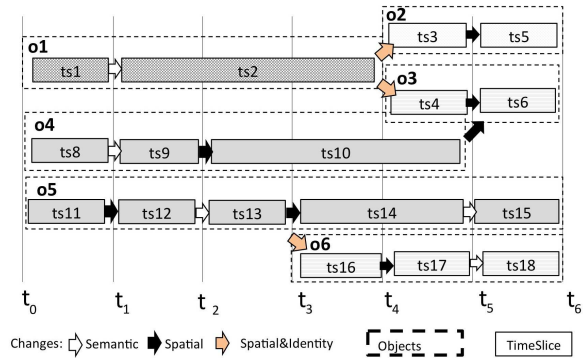 o2
ts3 ts5
o1
ts1 ts2
o3
ts4 ts6
o4
ts8 ts9 ts10
o5
ts11 ts12 ts13 ts14 ts15
o6
ts16 ts17 ts18
t0 t1 t2 t3 t4 t5 t6
Changes: Semantic Spatial Spatial&Identity Objects TimeSlice